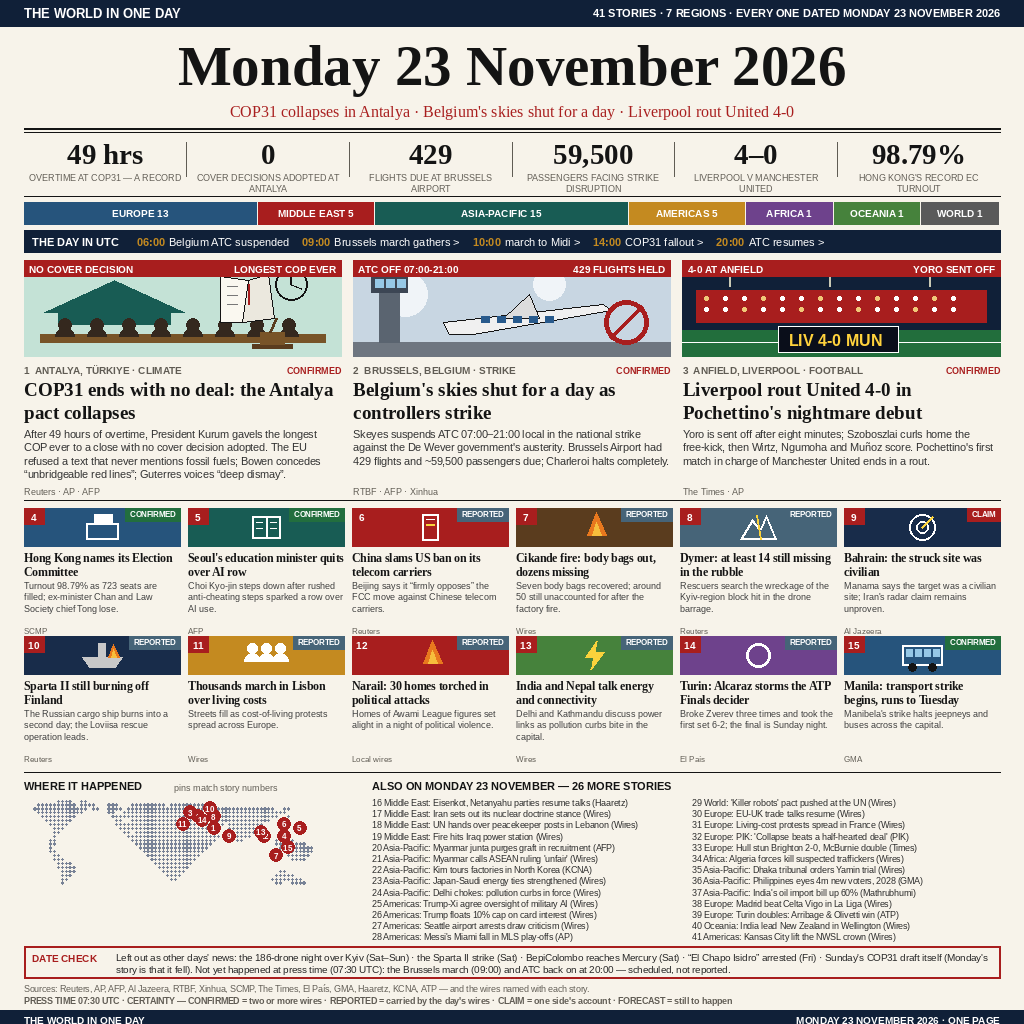 THE WORLD IN ONE DAY
41 STORIES · 7 REGIONS · EVERY ONE DATED MONDAY 23 NOVEMBER 2026
Monday 23 November 2026
COP31 collapses in Antalya · Belgium's skies shut for a day · Liverpool rout United 4-0
49 hrs
OVERTIME AT COP31 — A RECORD
0
COVER DECISIONS ADOPTED AT
ANTALYA
429
FLIGHTS DUE AT BRUSSELS
AIRPORT
59,500
PASSENGERS FACING STRIKE
DISRUPTION
4–0
LIVERPOOL V MANCHESTER
UNITED
98.79%
HONG KONG'S RECORD EC
TURNOUT
EUROPE 13
MIDDLE EAST 5
ASIA-PACIFIC 15
AMERICAS 5
AFRICA 1
OCEANIA 1
WORLD 1
THE DAY IN UTC 06:00 Belgium ATC suspended 09:00 Brussels march gathers > 10:00 march to Midi > 14:00 COP31 fallout > 20:00 ATC resumes >
NO COVER DECISION LONGEST COP EVER
1 ANTALYA, TÜRKIYE · CLIMATE CONFIRMED
COP31 ends with no deal: the Antalya
pact collapses
After 49 hours of overtime, President Kurum gavels the longest
COP ever to a close with no cover decision adopted. The EU
refused a text that never mentions fossil fuels; Bowen concedes
“unbridgeable red lines”; Guterres voices “deep dismay”.
Reuters · AP · AFP
ATC OFF 07:00-21:00 429 FLIGHTS HELD
2 BRUSSELS, BELGIUM · STRIKE CONFIRMED
Belgium's skies shut for a day as
controllers strike
Skeyes suspends ATC 07:00–21:00 local in the national strike
against the De Wever government's austerity. Brussels Airport had
429 flights and ~59,500 passengers due; Charleroi halts completely.
RTBF · AFP · Xinhua
4-0 AT ANFIELD YORO SENT OFF
LIV 4-0 MUN
3 ANFIELD, LIVERPOOL · FOOTBALL CONFIRMED
Liverpool rout United 4-0 in
Pochettino's nightmare debut
Yoro is sent off after eight minutes; Szoboszlai curls home the
free-kick, then Wirtz, Ngumoha and Muñoz score. Pochettino's first
match in charge of Manchester United ends in a rout.
The Times · AP
4 CONFIRMED
Hong Kong names its Election
Committee
Turnout 98.79% as 723 seats are
filled; ex-minister Chan and Law
Society chief Tong lose.
SCMP
5 CONFIRMED
Seoul's education minister quits
over AI row
Choi Kyo-jin steps down after rushed
anti-cheating steps sparked a row over
AI use.
AFP
6 REPORTED
China slams US ban on its
telecom carriers
Beijing says it “firmly opposes” the
FCC move against Chinese telecom
carriers.
Reuters
7 REPORTED
Cikande fire: body bags out,
dozens missing
Seven body bags recovered; around
50 still unaccounted for after the
factory fire.
Wires
8 REPORTED
Dymer: at least 14 still missing
in the rubble
Rescuers search the wreckage of the
Kyiv-region block hit in the drone
barrage.
Reuters
9 CLAIM
Bahrain: the struck site was
civilian
Manama says the target was a civilian
site; Iran's radar claim remains
unproven.
Al Jazeera
10 REPORTED
Sparta II still burning off
Finland
The Russian cargo ship burns into a
second day; the Loviisa rescue
operation leads.
Reuters
11 REPORTED
Thousands march in Lisbon
over living costs
Streets fill as cost-of-living protests
spread across Europe.
Wires
12 REPORTED
Narail: 30 homes torched in
political attacks
Homes of Awami League figures set
alight in a night of political violence.
Local wires
13 REPORTED
India and Nepal talk energy
and connectivity
Delhi and Kathmandu discuss power
links as pollution curbs bite in the
capital.
Wires
14 REPORTED
Turin: Alcaraz storms the ATP
Finals decider
Broke Zverev three times and took the
first set 6-2; the final is Sunday night.
El País
15 CONFIRMED
Manila: transport strike
begins, runs to Tuesday
Manibela's strike halts jeepneys and
buses across the capital.
GMA
WHERE IT HAPPENED pins match story numbers
10
3
8
14
11
1
9
13
2
6
5
4
15
7
ALSO ON MONDAY 23 NOVEMBER — 26 MORE STORIES
16 Middle East: Eisenkot, Netanyahu parties resume talks (Haaretz)
17 Middle East: Iran sets out its nuclear doctrine stance (Wires)
18 Middle East: UN hands over peacekeeper posts in Lebanon (Wires)
19 Middle East: Fire hits Iraq power station (Wires)
20 Asia-Pacific: Myanmar junta purges graft in recruitment (AFP)
21 Asia-Pacific: Myanmar calls ASEAN ruling 'unfair' (Wires)
22 Asia-Pacific: Kim tours factories in North Korea (KCNA)
23 Asia-Pacific: Japan-Saudi energy ties strengthened (Wires)
24 Asia-Pacific: Delhi chokes: pollution curbs in force (Wires)
25 Americas: Trump-Xi agree oversight of military AI (Wires)
26 Americas: Trump floats 10% cap on card interest (Wires)
27 Americas: Seattle airport arrests draw criticism (Wires)
28 Americas: Messi's Miami fall in MLS play-offs (AP)
29 World: 'Killer robots' pact pushed at the UN (Wires)
30 Europe: EU-UK trade talks resume (Wires)
31 Europe: Living-cost protests spread in France (Wires)
32 Europe: PIK: 'Collapse beats a half-hearted deal' (PIK)
33 Europe: Hull stun Brighton 2-0, McBurnie double (Times)
34 Africa: Algeria forces kill suspected traffickers (Wires)
35 Asia-Pacific: Dhaka tribunal orders Yamin trial (Wires)
36 Asia-Pacific: Philippines eyes 4m new voters, 2028 (GMA)
37 Asia-Pacific: India's oil import bill up 60% (Mathrubhumi)
38 Europe: Madrid beat Celta Vigo in La Liga (Wires)
39 Europe: Turin doubles: Arribage & Olivetti win (ATP)
40 Oceania: India lead New Zealand in Wellington (Wires)
41 Americas: Kansas City lift the NWSL crown (Wires)
DATE CHECK
Left out as other days' news: the 186-drone night over Kyiv (Sat–Sun) · the Sparta II strike (Sat) · BepiColombo reaches Mercury (Sat) · “El Chapo Isidro” arrested (Fri) · Sunday's COP31 draft itself (Monday's
story is that it fell). Not yet happened at press time (07:30 UTC): the Brussels march (09:00) and ATC back on at 20:00 — scheduled, not reported.
Sources: Reuters, AP, AFP, Al Jazeera, RTBF, Xinhua, SCMP, The Times, El País, GMA, Haaretz, KCNA, ATP — and the wires named with each story.
PRESS TIME 07:30 UTC · CERTAINTY — CONFIRMED = two or more wires · REPORTED = carried by the day's wires · CLAIM = one side's account · FORECAST = still to happen
THE WORLD IN ONE DAY
MONDAY 23 NOVEMBER 2026 · ONE PAGE